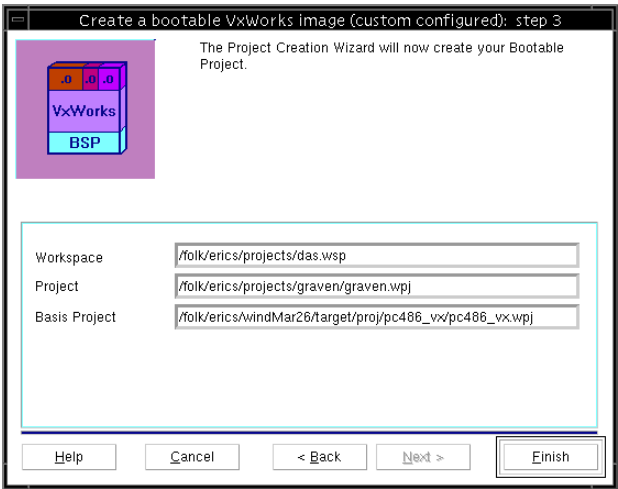 Create a bootable VxWorks image (custom configured): step 3
The Project Creation Wizard will now create your Bootable
Project.
.o .o .o
VxWorks
BSP
Workspace /folk/erics/projects/das.wsp
Project /folk/erics/projects/graven/graven.wpj
Basis Project /folk/erics/windMar26/target/proj/pc486_vx/pc486_vx.wpj
Help Cancel < Back Next > Finish